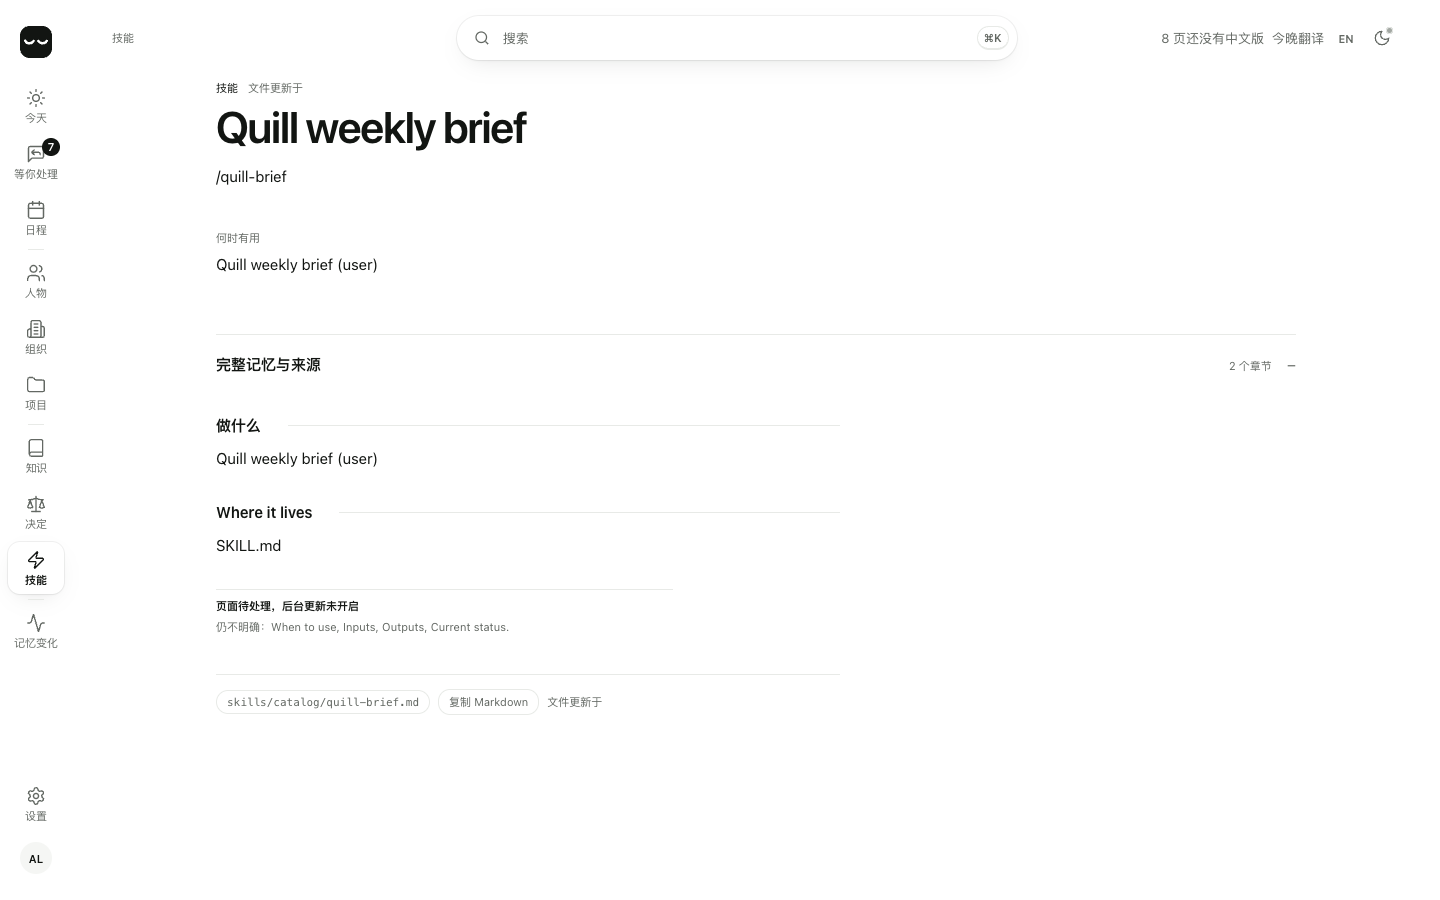 技能
搜索
⌘K
8 页还没有中文版 今晚翻译 EN
今天
7
等你处理
日程
人物
组织
项目
知识
决定
技能
记忆变化
设置
AL
技能 文件更新于
Quill weekly brief
/quill-brief
何时有用
Quill weekly brief (user)
完整记忆与来源
2 个章节 −
做什么
Quill weekly brief (user)
Where it lives
SKILL.md
页面待处理，后台更新未开启
仍不明确：When to use, Inputs, Outputs, Current status.
skills/catalog/quill-brief.md 复制 Markdown 文件更新于